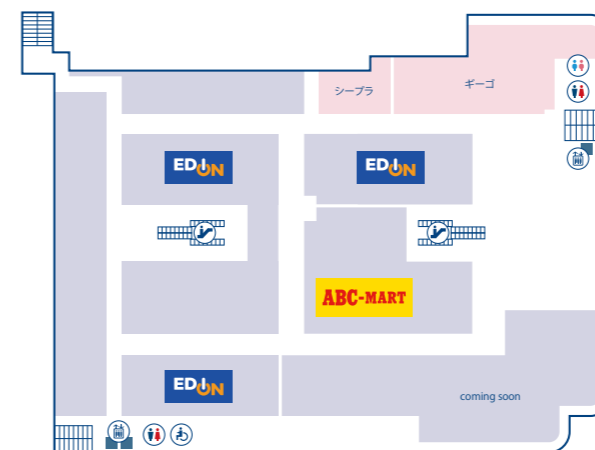 シープラ
ギーゴ
EDION
EDION
ABC-MART
EDION
coming soon